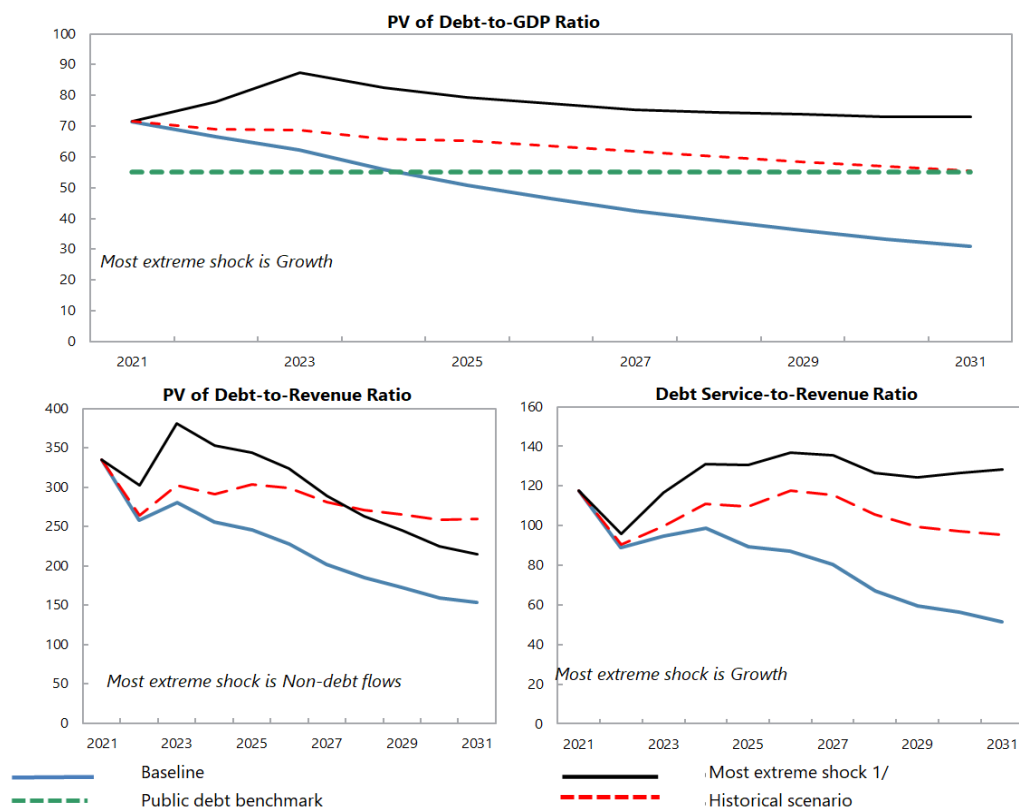 PV of Debt-to-GDP Ratio
100
90
80
70
60
50
40
30
20
10
0
Most extreme shock is Growth
2021 2023 2025 2027 2029 2031
PV of Debt-to-Revenue Ratio
400
350
300
250
200
150
100
50
0
Most extreme shock is Non-debt flows
2021 2023 2025 2027 2029 2031
Debt Service-to-Revenue Ratio
160
140
120
100
80
60
40
20
0
Most extreme shock is Growth
2021 2023 2025 2027 2029 2031
Baseline
Public debt benchmark
Most extreme shock 1/
Historical scenario